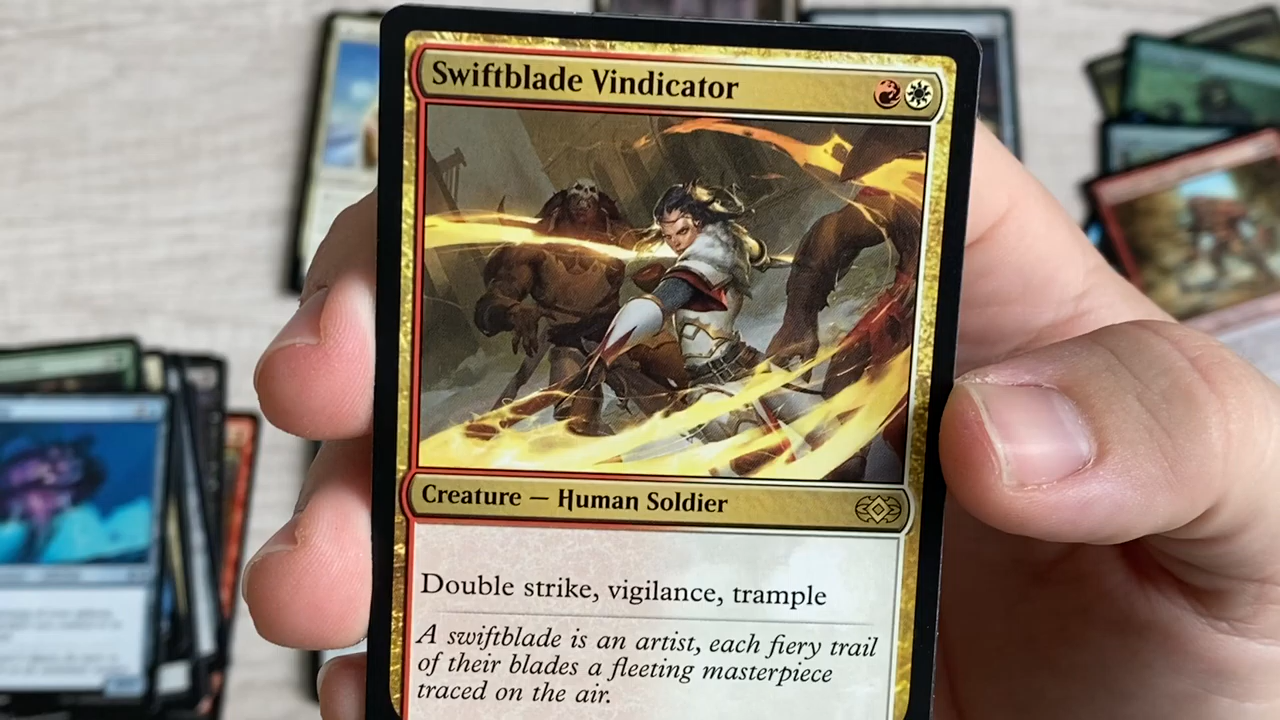 Swiftblade Vindicator
Creature — Human Soldier
Double strike, vigilance, trample
A swiftblade is an artist, each fiery trail
of their blades a fleeting masterpiece
traced on the air.